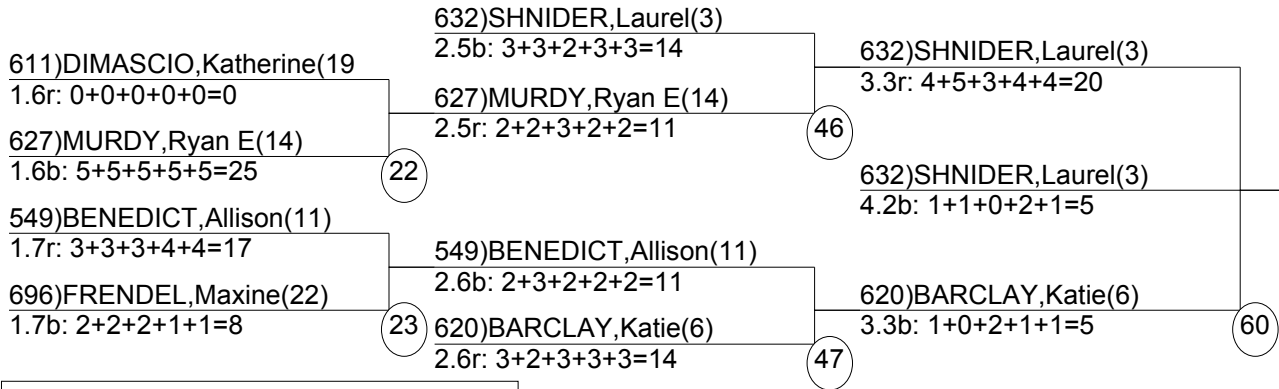 611)DIMASCIO,Katherine(19
1.6r: 0+0+0+0+0=0
627)MURDY,Ryan E(14)
1.6b: 5+5+5+5+5=25
22
549)BENEDICT,Allison(11)
1.7r: 3+3+3+4+4=17
696)FRENDEL,Maxine(22)
1.7b: 2+2+2+1+1=8
23
632)SHNIDER,Laurel(3)
2.5b: 3+3+2+3+3=14
627)MURDY,Ryan E(14)
2.5r: 2+2+3+2+2=11
46
549)BENEDICT,Allison(11)
2.6b: 2+3+2+2+2=11
620)BARCLAY,Katie(6)
2.6r: 3+2+3+3+3=14
47
632)SHNIDER,Laurel(3)
3.3r: 4+5+3+4+4=20
632)SHNIDER,Laurel(3)
4.2b: 1+1+0+2+1=5
620)BARCLAY,Katie(6)
3.3b: 1+0+2+1+1=5
60